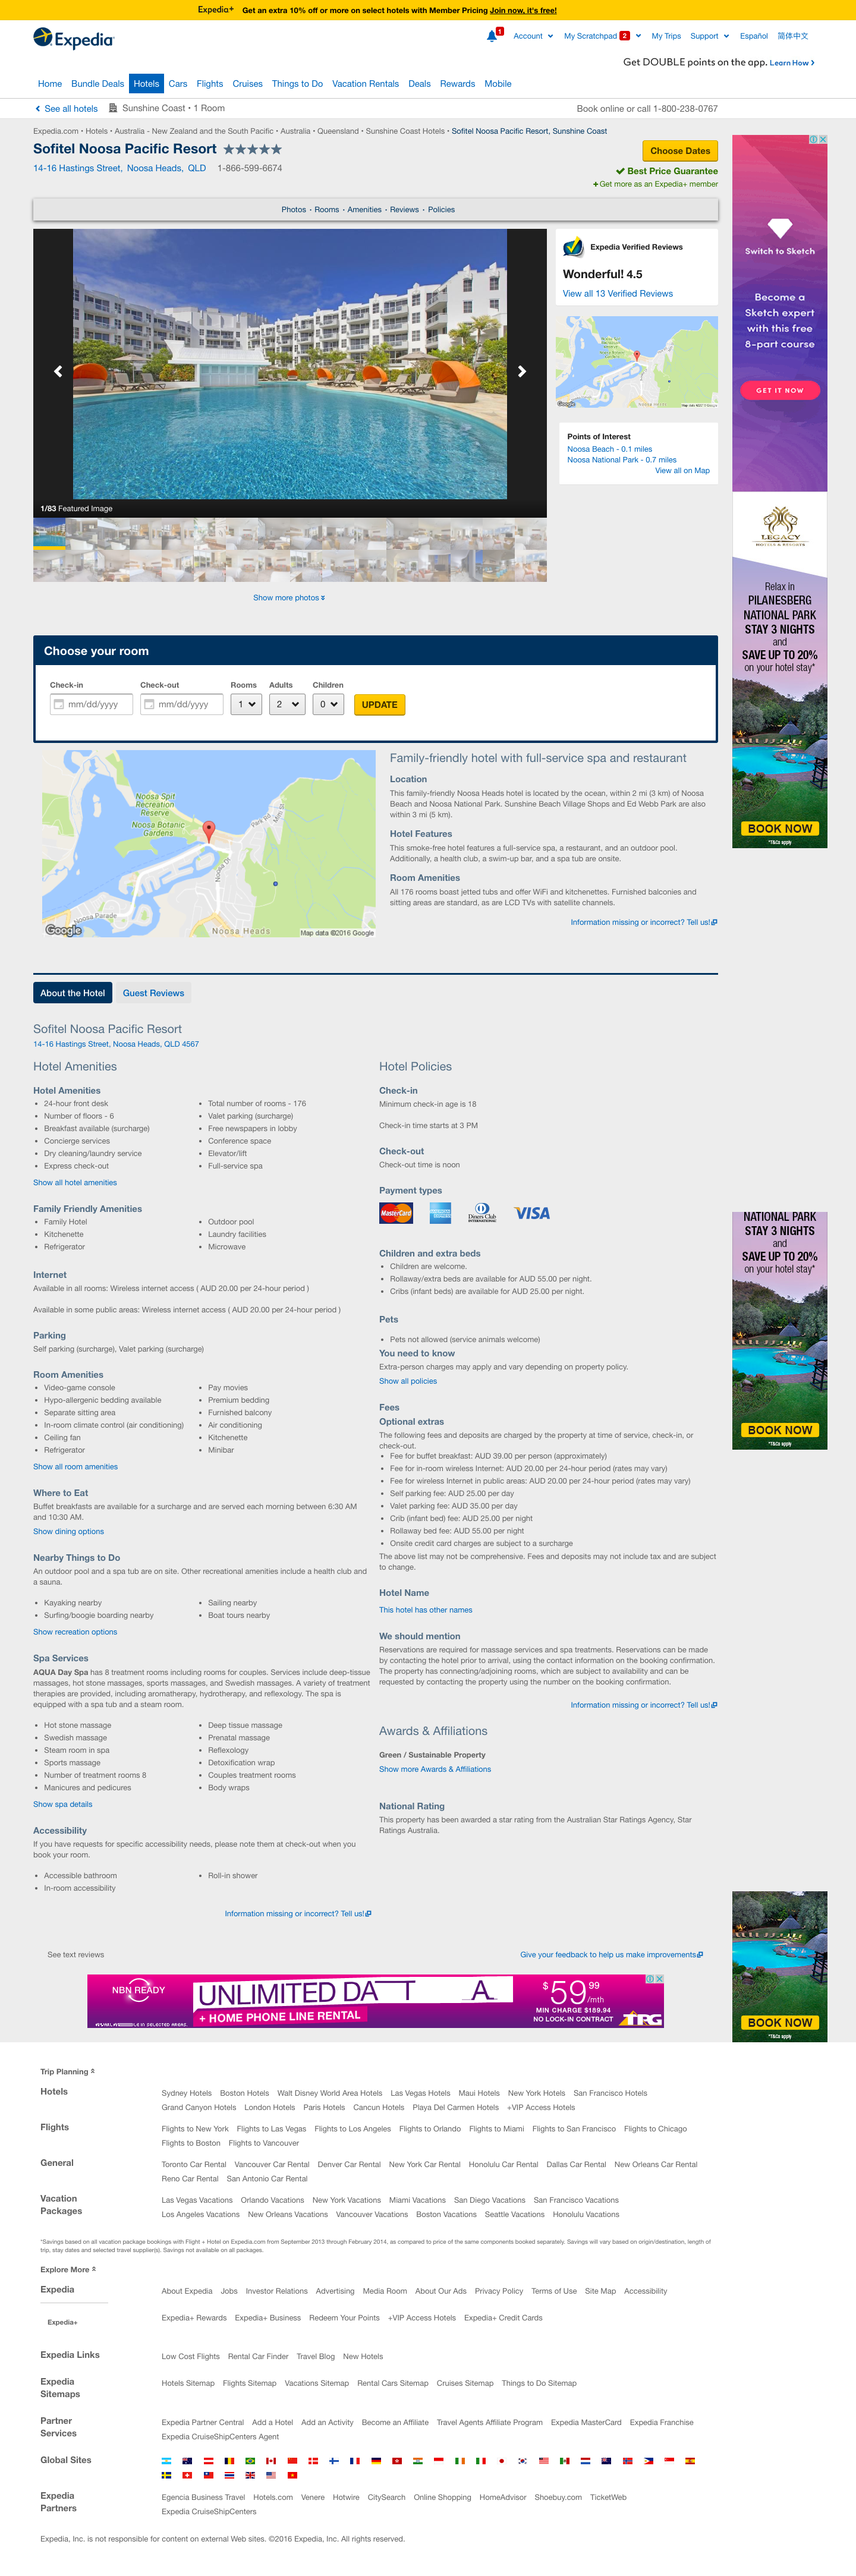 Expedia+ Get an extra 10% off or more on select hotels with Member Pricing Join now, it's free!
Expedia
1 Account My Scratchpad 2 My Trips Support Español 简体中文
Get DOUBLE points on the app. Learn How
Home Bundle Deals Hotels Cars Flights Cruises Things to Do Vacation Rentals Deals Rewards Mobile
See all hotels Sunshine Coast • 1 Room Book online or call 1-800-238-0767
Expedia.com • Hotels • Australia - New Zealand and the South Pacific • Australia • Queensland • Sunshine Coast Hotels • Sofitel Noosa Pacific Resort, Sunshine Coast
Sofitel Noosa Pacific Resort
14-16 Hastings Street, Noosa Heads, QLD 1-866-599-6674
Choose Dates
Best Price Guarantee
+Get more as an Expedia+ member
Photos • Rooms • Amenities • Reviews • Policies
Expedia Verified Reviews
Wonderful! 4.5
View all 13 Verified Reviews
Google
Points of Interest
Noosa Beach - 0.1 miles
Noosa National Park - 0.7 miles
View all on Map
1/83 Featured Image
Show more photos
Switch to Sketch
Become a
Sketch expert
with this free
8-part course
GET IT NOW
LEGACY
HOTELS & RESORTS
Relax in
PILANESBERG
NATIONAL PARK
STAY 3 NIGHTS
and
SAVE UP TO 20%
on your hotel stay*
BOOK NOW
*T&Cs apply
Choose your room
Check-in Check-out Rooms Adults Children
mm/dd/yyyy mm/dd/yyyy 1 2 0 UPDATE
Noosa Spit
Reserve
Noosa Botanic
Gardens
Park Rd
Noosa Dr
Noosa Parade
Noosa Heads
Google
Map data ©2016 Google
Family-friendly hotel with full-service spa and restaurant
Location
This family-friendly Noosa Heads hotel is located by the ocean, within 2 mi (3 km) of Noosa
Beach and Noosa National Park. Sunshine Beach Village Shops and Ed Webb Park are also
within 3 mi (5 km).
Hotel Features
This smoke-free hotel features a full-service spa, a restaurant, and an outdoor pool.
Additionally, a health club, a swim-up bar, and a spa tub are onsite.
Room Amenities
All 176 rooms boast jetted tubs and offer WiFi and kitchenettes. Furnished balconies and
sitting areas are standard, as are LCD TVs with satellite channels.
Information missing or incorrect? Tell us!
About the Hotel Guest Reviews
Sofitel Noosa Pacific Resort
14-16 Hastings Street, Noosa Heads, QLD 4567
Hotel Amenities
Hotel Amenities
• 24-hour front desk
• Number of floors - 6
• Breakfast available (surcharge)
• Concierge services
• Dry cleaning/laundry service
• Express check-out
• Total number of rooms - 176
• Valet parking (surcharge)
• Free newspapers in lobby
• Conference space
• Elevator/lift
• Full-service spa
Show all hotel amenities
Family Friendly Amenities
• Family Hotel
• Kitchenette
• Refrigerator
• Outdoor pool
• Laundry facilities
• Microwave
Internet
Available in all rooms: Wireless internet access ( AUD 20.00 per 24-hour period )
Available in some public areas: Wireless internet access ( AUD 20.00 per 24-hour period )
Parking
Self parking (surcharge), Valet parking (surcharge)
Room Amenities
• Video-game console
• Hypo-allergenic bedding available
• Separate sitting area
• In-room climate control (air conditioning)
• Ceiling fan
• Refrigerator
• Pay movies
• Premium bedding
• Furnished balcony
• Air conditioning
• Kitchenette
• Minibar
Show all room amenities
Where to Eat
Buffet breakfasts are available for a surcharge and are served each morning between 6:30 AM
and 10:30 AM.
Show dining options
Nearby Things to Do
An outdoor pool and a spa tub are on site. Other recreational amenities include a health club and
a sauna.
• Kayaking nearby
• Surfing/boogie boarding nearby
• Sailing nearby
• Boat tours nearby
Show recreation options
Spa Services
AQUA Day Spa has 8 treatment rooms including rooms for couples. Services include deep-tissue
massages, hot stone massages, sports massages, and Swedish massages. A variety of treatment
therapies are provided, including aromatherapy, hydrotherapy, and reflexology. The spa is
equipped with a spa tub and a steam room.
• Hot stone massage
• Swedish massage
• Steam room in spa
• Sports massage
• Number of treatment rooms 8
• Manicures and pedicures
• Deep tissue massage
• Prenatal massage
• Reflexology
• Detoxification wrap
• Couples treatment rooms
• Body wraps
Show spa details
Accessibility
If you have requests for specific accessibility needs, please note them at check-out when you
book your room.
• Accessible bathroom
• In-room accessibility
• Roll-in shower
Information missing or incorrect? Tell us!
Hotel Policies
Check-in
Minimum check-in age is 18
Check-in time starts at 3 PM
Check-out
Check-out time is noon
Payment types
MasterCard AMERICAN EXPRESS Diners Club INTERNATIONAL VISA
Children and extra beds
• Children are welcome.
• Rollaway/extra beds are available for AUD 55.00 per night.
• Cribs (infant beds) are available for AUD 25.00 per night.
Pets
• Pets not allowed (service animals welcome)
You need to know
Extra-person charges may apply and vary depending on property policy.
Show all policies
Fees
Optional extras
The following fees and deposits are charged by the property at time of service, check-in, or
check-out.
• Fee for buffet breakfast: AUD 39.00 per person (approximately)
• Fee for in-room wireless Internet: AUD 20.00 per 24-hour period (rates may vary)
• Fee for wireless Internet in public areas: AUD 20.00 per 24-hour period (rates may vary)
• Self parking fee: AUD 25.00 per day
• Valet parking fee: AUD 35.00 per day
• Crib (infant bed) fee: AUD 25.00 per night
• Rollaway bed fee: AUD 55.00 per night
• Onsite credit card charges are subject to a surcharge
The above list may not be comprehensive. Fees and deposits may not include tax and are subject
to change.
Hotel Name
This hotel has other names
We should mention
Reservations are required for massage services and spa treatments. Reservations can be made
by contacting the hotel prior to arrival, using the contact information on the booking confirmation.
The property has connecting/adjoining rooms, which are subject to availability and can be
requested by contacting the property using the number on the booking confirmation.
Information missing or incorrect? Tell us!
Awards & Affiliations
Green / Sustainable Property
Show more Awards & Affiliations
National Rating
This property has been awarded a star rating from the Australian Star Ratings Agency, Star
Ratings Australia.
NATIONAL PARK
STAY 3 NIGHTS
and
SAVE UP TO 20%
on your hotel stay*
BOOK NOW
*T&Cs apply
BOOK NOW
*T&Cs apply
See text reviews Give your feedback to help us make improvements
NBN READY
IN SELECTED AREAS.
UNLIMITED DAT A
+ HOME PHONE LINE RENTAL
$59.99/mth
MIN CHARGE $189.94
NO LOCK-IN CONTRACT
TPG
Trip Planning
Hotels
Sydney Hotels Boston Hotels Walt Disney World Area Hotels Las Vegas Hotels Maui Hotels New York Hotels San Francisco Hotels
Grand Canyon Hotels London Hotels Paris Hotels Cancun Hotels Playa Del Carmen Hotels +VIP Access Hotels
Flights
Flights to New York Flights to Las Vegas Flights to Los Angeles Flights to Orlando Flights to Miami Flights to San Francisco Flights to Chicago
Flights to Boston Flights to Vancouver
General
Toronto Car Rental Vancouver Car Rental Denver Car Rental New York Car Rental Honolulu Car Rental Dallas Car Rental New Orleans Car Rental
Reno Car Rental San Antonio Car Rental
Vacation
Packages
Las Vegas Vacations Orlando Vacations New York Vacations Miami Vacations San Diego Vacations San Francisco Vacations
Los Angeles Vacations New Orleans Vacations Vancouver Vacations Boston Vacations Seattle Vacations Honolulu Vacations
*Savings based on all vacation package bookings with Flight + Hotel on Expedia.com from September 2013 through February 2014, as compared to price of the same components booked separately. Savings will vary based on origin/destination, length of
trip, stay dates and selected travel supplier(s). Savings not available on all packages.
Explore More
Expedia
About Expedia Jobs Investor Relations Advertising Media Room About Our Ads Privacy Policy Terms of Use Site Map Accessibility
Expedia+
Expedia+ Rewards Expedia+ Business Redeem Your Points +VIP Access Hotels Expedia+ Credit Cards
Expedia Links
Low Cost Flights Rental Car Finder Travel Blog New Hotels
Expedia
Sitemaps
Hotels Sitemap Flights Sitemap Vacations Sitemap Rental Cars Sitemap Cruises Sitemap Things to Do Sitemap
Partner
Services
Expedia Partner Central Add a Hotel Add an Activity Become an Affiliate Travel Agents Affiliate Program Expedia MasterCard Expedia Franchise
Expedia CruiseShipCenters Agent
Global Sites
Expedia
Partners
Egencia Business Travel Hotels.com Venere Hotwire CitySearch Online Shopping HomeAdvisor Shoebuy.com TicketWeb
Expedia CruiseShipCenters
Expedia, Inc. is not responsible for content on external Web sites. ©2016 Expedia, Inc. All rights reserved.